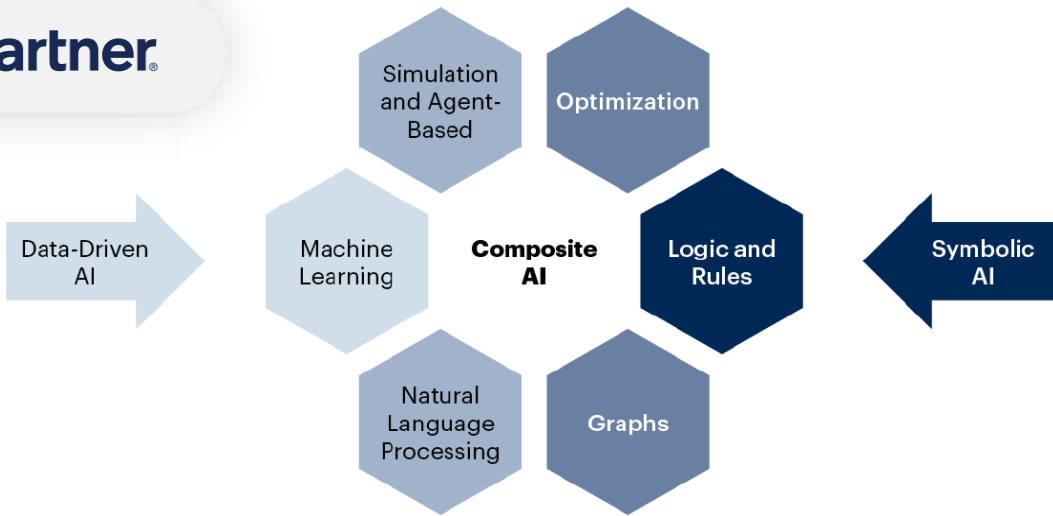 artner®
Simulation
and Agent-
Based
Optimization
Data-Driven
AI
Machine
Learning
Composite
AI
Logic and
Rules
Symbolic
AI
Natural
Language
Processing
Graphs